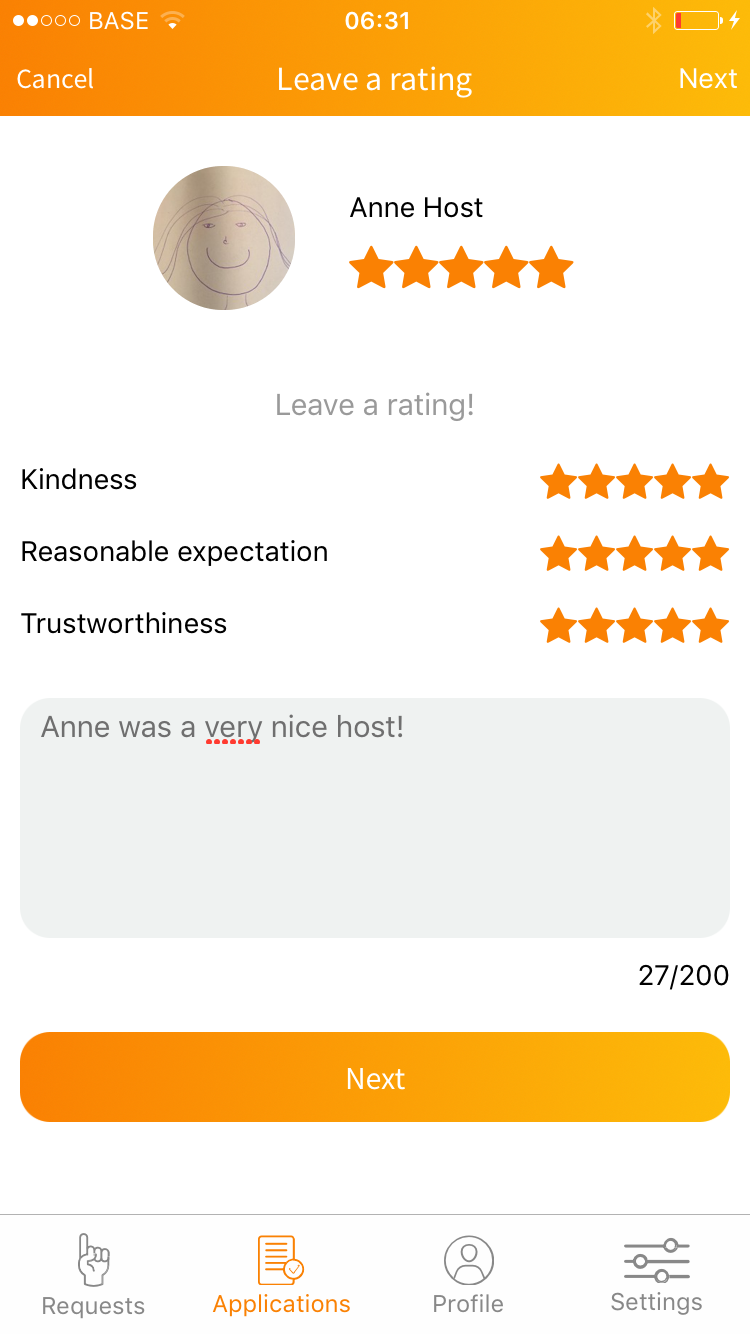 BASE 06:31
Cancel Leave a rating Next
Anne Host
Leave a rating!
Kindness
Reasonable expectation
Trustworthiness
Anne was a very nice host!
27/200
Next
Requests Applications Profile Settings